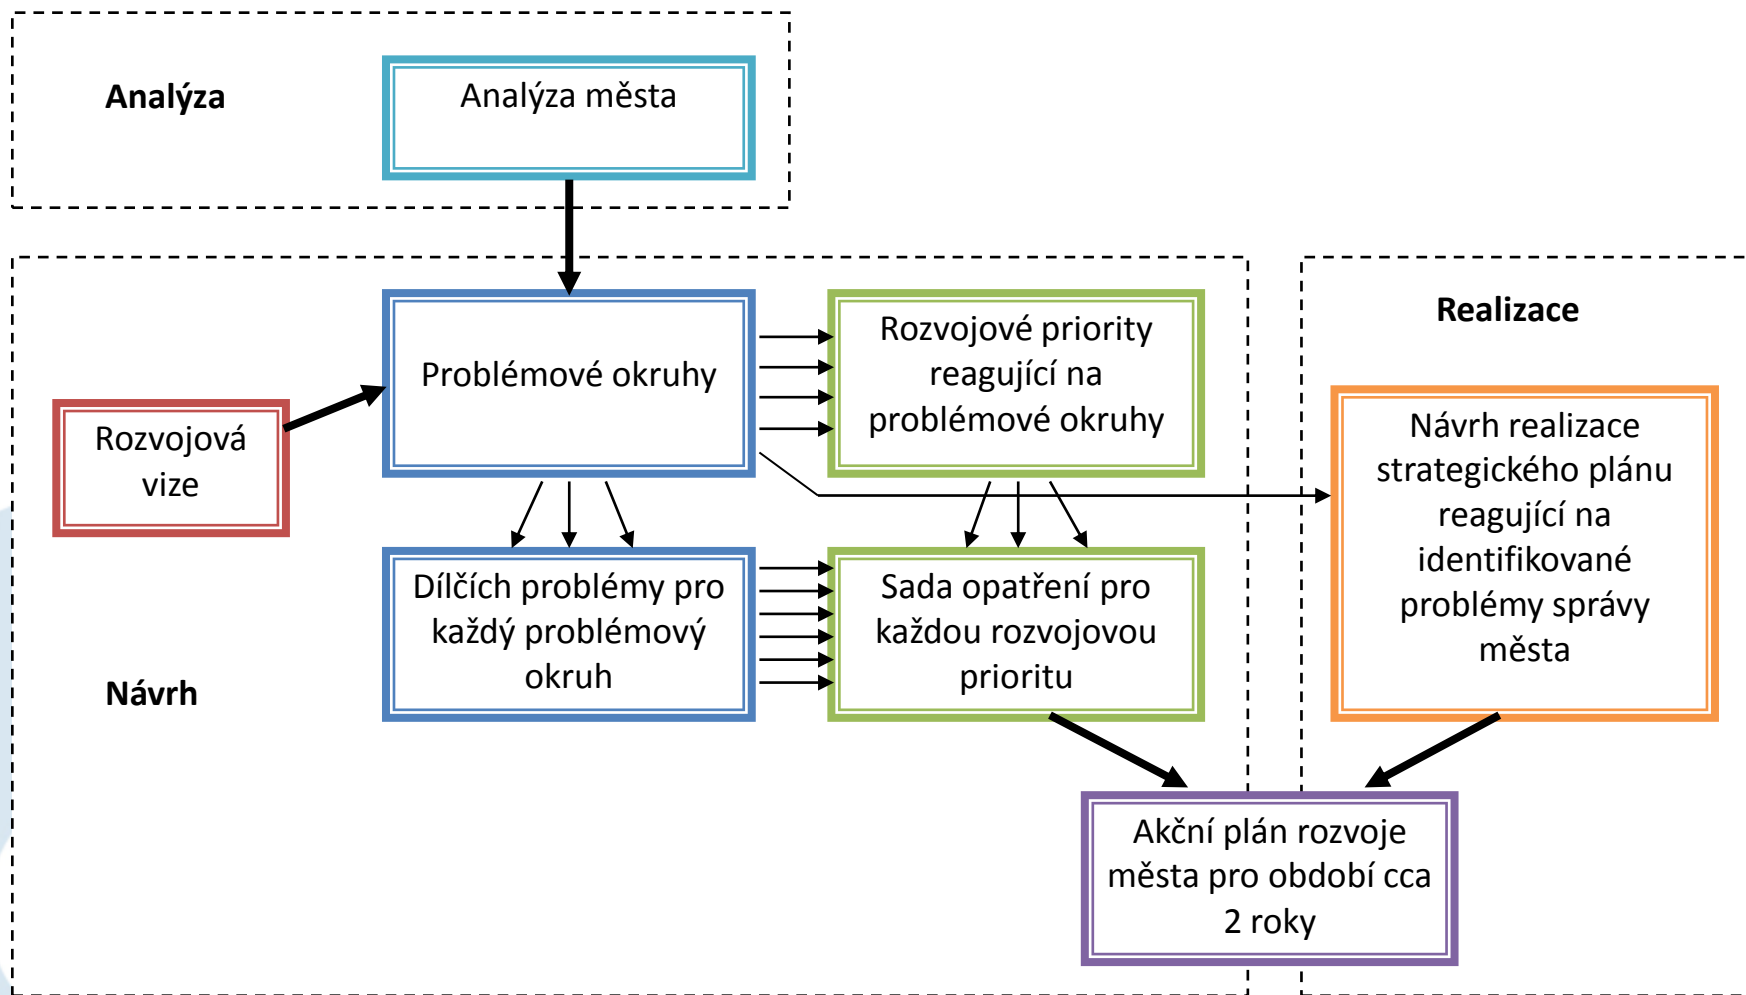 Analýza
Analýza města
Problémové okruhy
Rozvojové priority
reagující na
problémové okruhy
Realizace
Rozvojová
vize
Návrh realizace
strategického plánu
reagující na
identifikované
problémy správy
města
Dílčích problémy pro
každý problémový
okruh
Sada opatření pro
každou rozvojovou
prioritu
Návrh
Akční plán rozvoje
města pro období cca
2 roky